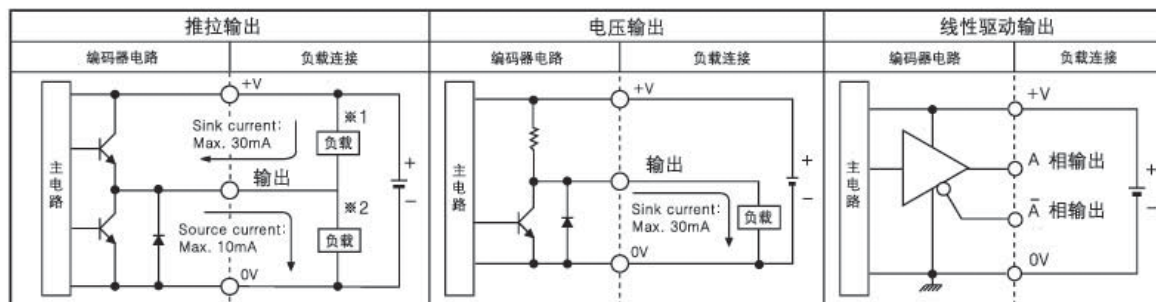 推拉输出
编码器电路
负载连接
主电路
+V
Sink current:
Max. 30mA
※1
负载
输出
※2
Source current:
Max. 10mA
负载
0V
+
−
电压输出
编码器电路
负载连接
主电路
+V
输出
Sink current:
Max. 30mA
负载
0V
+
−
线性驱动输出
编码器电路
负载连接
主电路
+V
A 相输出
Ā 相输出
0V
+
−